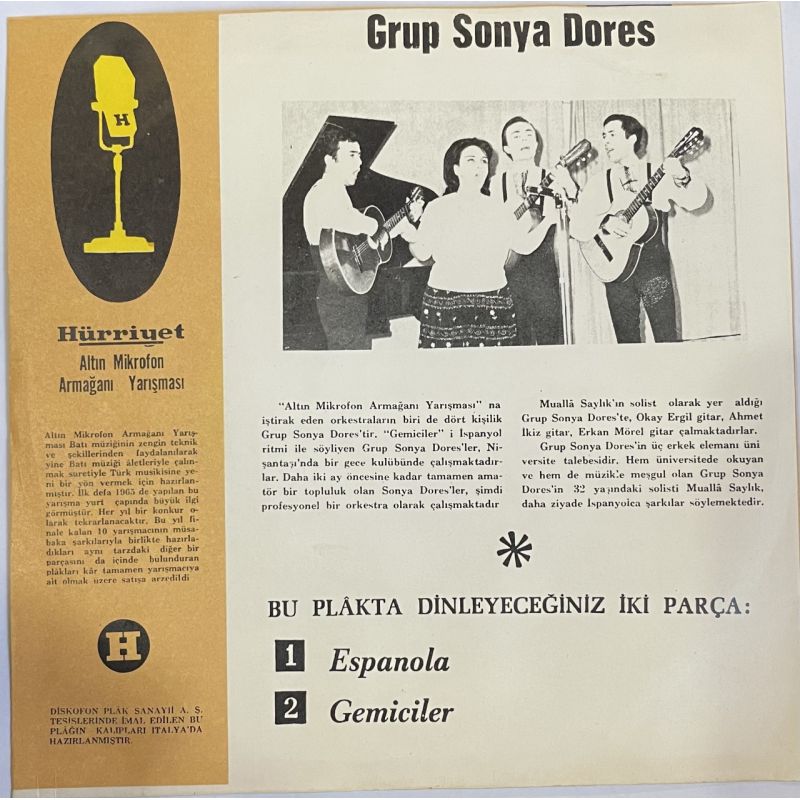 Grup Sonya Dores
H
Hürriyet
Altın Mikrofon
Armağanı Yarışması
Altın Mikrofon Armağanı Yarış-
ması Batı müziğinin zengin teknik
ve şekillerinden faydalanılarak
yine Batı müziği âletleriyle çalın-
mak suretiyle Türk musikisine ye-
ni bir yön vermek için hazırlan-
mıştır. İlk defa 1965 de yapılan bu
yarışma yurt çapında büyük ilgi
görmüştür. Her yıl bir konkur o-
larak tekrarlanacaktır. Bu yıl fi-
nale kalan 10 yarışmacının müsa-
baka şarkılarıyla birlikte hazırla-
dıkları aynı tarzdaki diğer bir
parçasını da içinde bulunduran
plâkları kâr tamamen yarışmacıya
ait olmak üzere satışa arzedildi
H
DİSKOFON PLÂK SANAYİİ A. Ş.
TESİSLERİNDE İMAL EDİLEN BU
PLÂĞIN KALIPLARI İTALYA'DA
HAZIRLANMIŞTIR.
"Altın Mikrofon Armağanı Yarışması" na
iştirak eden orkestraların biri de dört kişilik
Grup Sonya Dores'tir. "Gemiciler" i İspanyol
ritmi ile söyliyen Grup Sonya Dores'ler, Ni-
şantaşı'nda bir gece kulübünde çalışmaktadır-
lar. Daha iki ay öncesine kadar tamamen ama-
tör bir topluluk olan Sonya Dores'ler, şimdi
profesyonel bir orkestra olarak çalışmaktadır
Muallâ Saylık'ın solist olarak yer aldığı
Grup Sonya Dores'te, Okay Ergil gitar, Ahmet
İkiz gitar, Erkan Mörel gitar çalmaktadırlar.
Grup Sonya Dores'in üç erkek elemanı üni
versite talebesidir. Hem üniversitede okuyan
ve hem de müzikle meşgul olan Grup Sonya
Dores'in 32 yaşındaki solisti Muallâ Saylık,
daha ziyade İspanyolca şarkılar söylemektedir.
BU PLÂKTA DİNLEYECEĞİNİZ İKİ PARÇA:
1 Espanola
2 Gemiciler